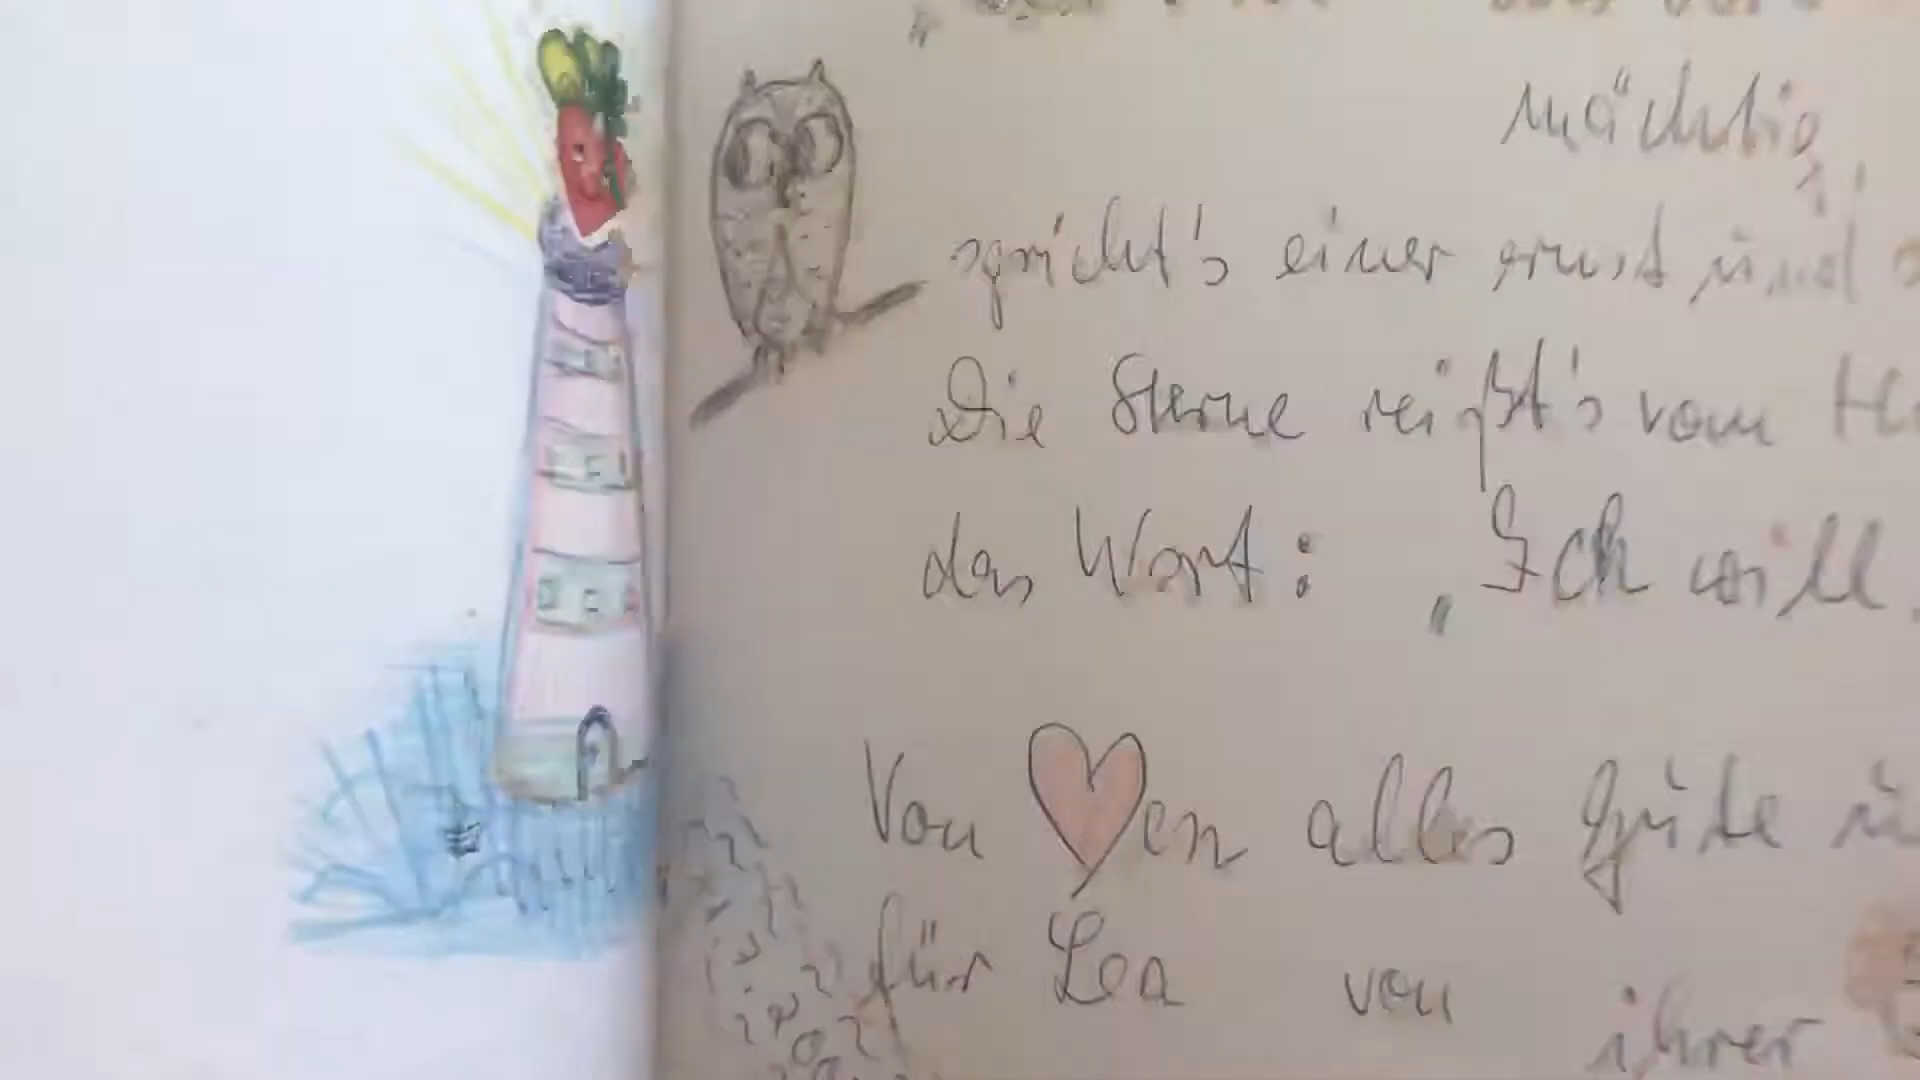 mächtig
spricht's einer ernst und
Die Sterne reißt's vom
das Wort: „Ich will
Von ♥en alles Gute
für Lea von ihrer